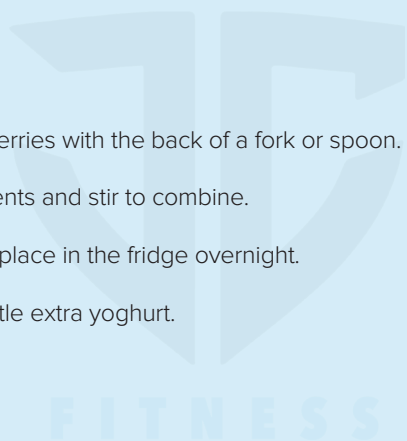 erries with the back of a fork or spoon.
ents and stir to combine.
place in the fridge overnight.
tle extra yoghurt.
FITNESS